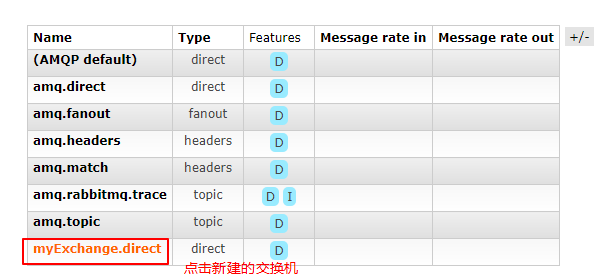 Name Type Features Message rate in Message rate out +/-
(AMQP default) direct D
amq.direct direct D
amq.fanout fanout D
amq.headers headers D
amq.match headers D
amq.rabbitmq.trace topic D I
amq.topic topic D
myExchange.direct direct D
点击新建的交换机